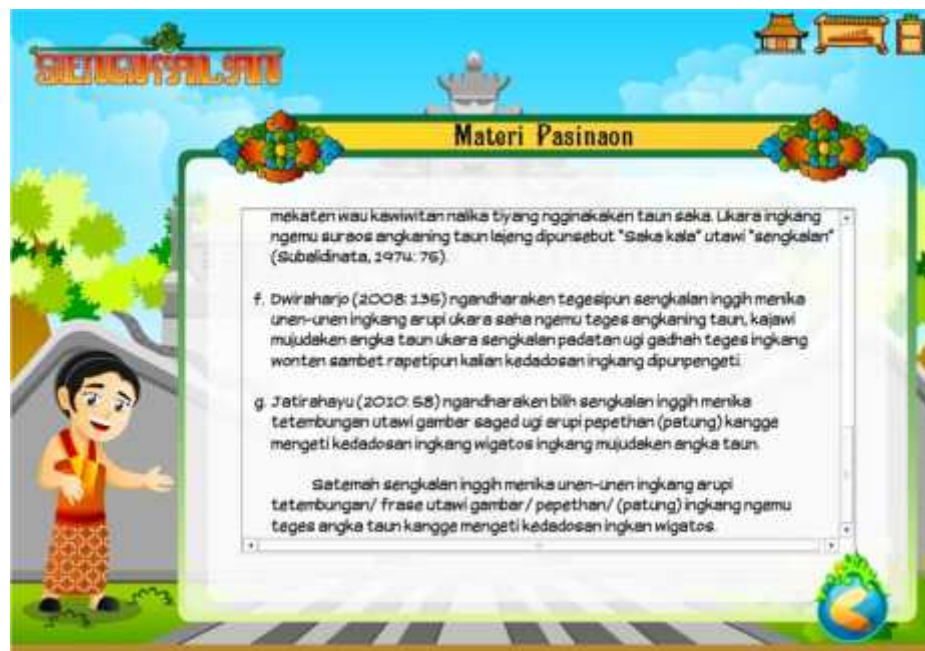 SENGKALAN
Materi Pasinaon
mekaten wau kawiwitan nalika tiyang ngginakaken taun saka. Ukara ingkang
ngemu suraos angkaning taun lajeng dipunsebut "Saka kala" utawi "sengkalan"
(Subalidinata, 1974: 75).
f. Dwiraharjo (2008: 135) ngandharaken tegesipun sengkalan inggih menika
unen-unen ingkang arupi ukara saha ngemu teges angkaning taun, kajawi
mujudaken angka taun ukara sengkalan padatan ugi gadhah teges ingkang
wonten sambet rapetipun kalian kedadosan ingkang dipunpengeti.
g. Jatirahayu (2010: 58) ngandharaken bilih sengkalan inggih menika
tetembungan utawi gambar saged ugi arupi pepethan (patung) kangge
mengeti kedadosan ingkang wigatos ingkang mujudaken angka taun.
Satemah sengkalan inggih menika unen-unen ingkang arupi
tetembungan/ frase utawi gambar/ pepethan/ (patung) ingkang ngemu
teges angka taun kangge mengeti kedadosan ingkan wigatos.